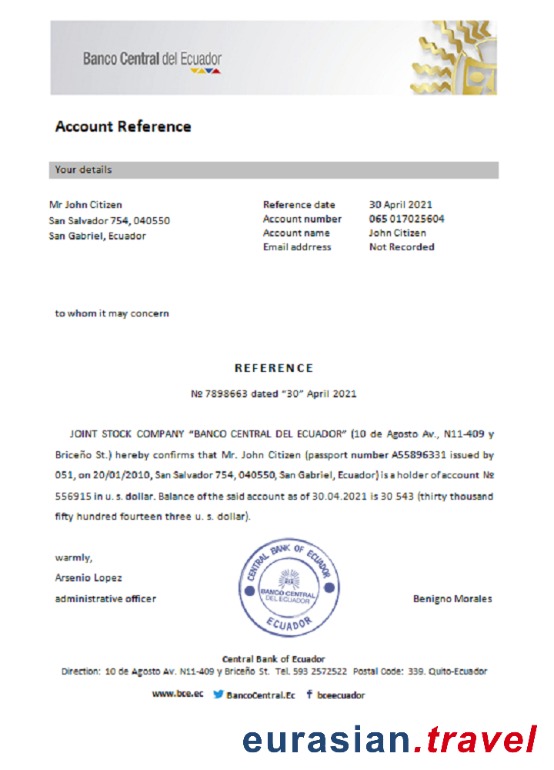 Banco Central del Ecuador
Account Reference
Your details
Mr John Citizen
San Salvador 754, 040550
San Gabriel, Ecuador
Reference date 30 April 2021
Account number 065 017025604
Account name John Citizen
Email addrress Not Recorded
to whom it may concern
REFERENCE
№ 7898663 dated “30” April 2021
JOINT STOCK COMPANY “BANCO CENTRAL DEL ECUADOR” (10 de Agosto Av., N11-409 y
Briceño St.) hereby confirms that Mr. John Citizen (passport number A55896331 issued by
051, on 20/01/2010, San Salvador 754, 040550, San Gabriel, Ecuador) is a holder of account №
556915 in u. s. dollar. Balance of the said account as of 30.04.2021 is 30 543 (thirty thousand
fifty hundred fourteen three u. s. dollar).
warmly,
Arsenio Lopez
administrative officer
CENTRAL BANK OF ECUADOR
BANCO CENTRAL
DEL ECUADOR
ECUADOR
Benigno Morales
Central Bank of Ecuador
Direction: 10 de Agosto Av. N11-409 y Briceño St. Tel. 593 2572522 Postal Code: 339. Quito-Ecuador
www.bce.ec BancoCentral.Ec bceecuador
eurasian.travel